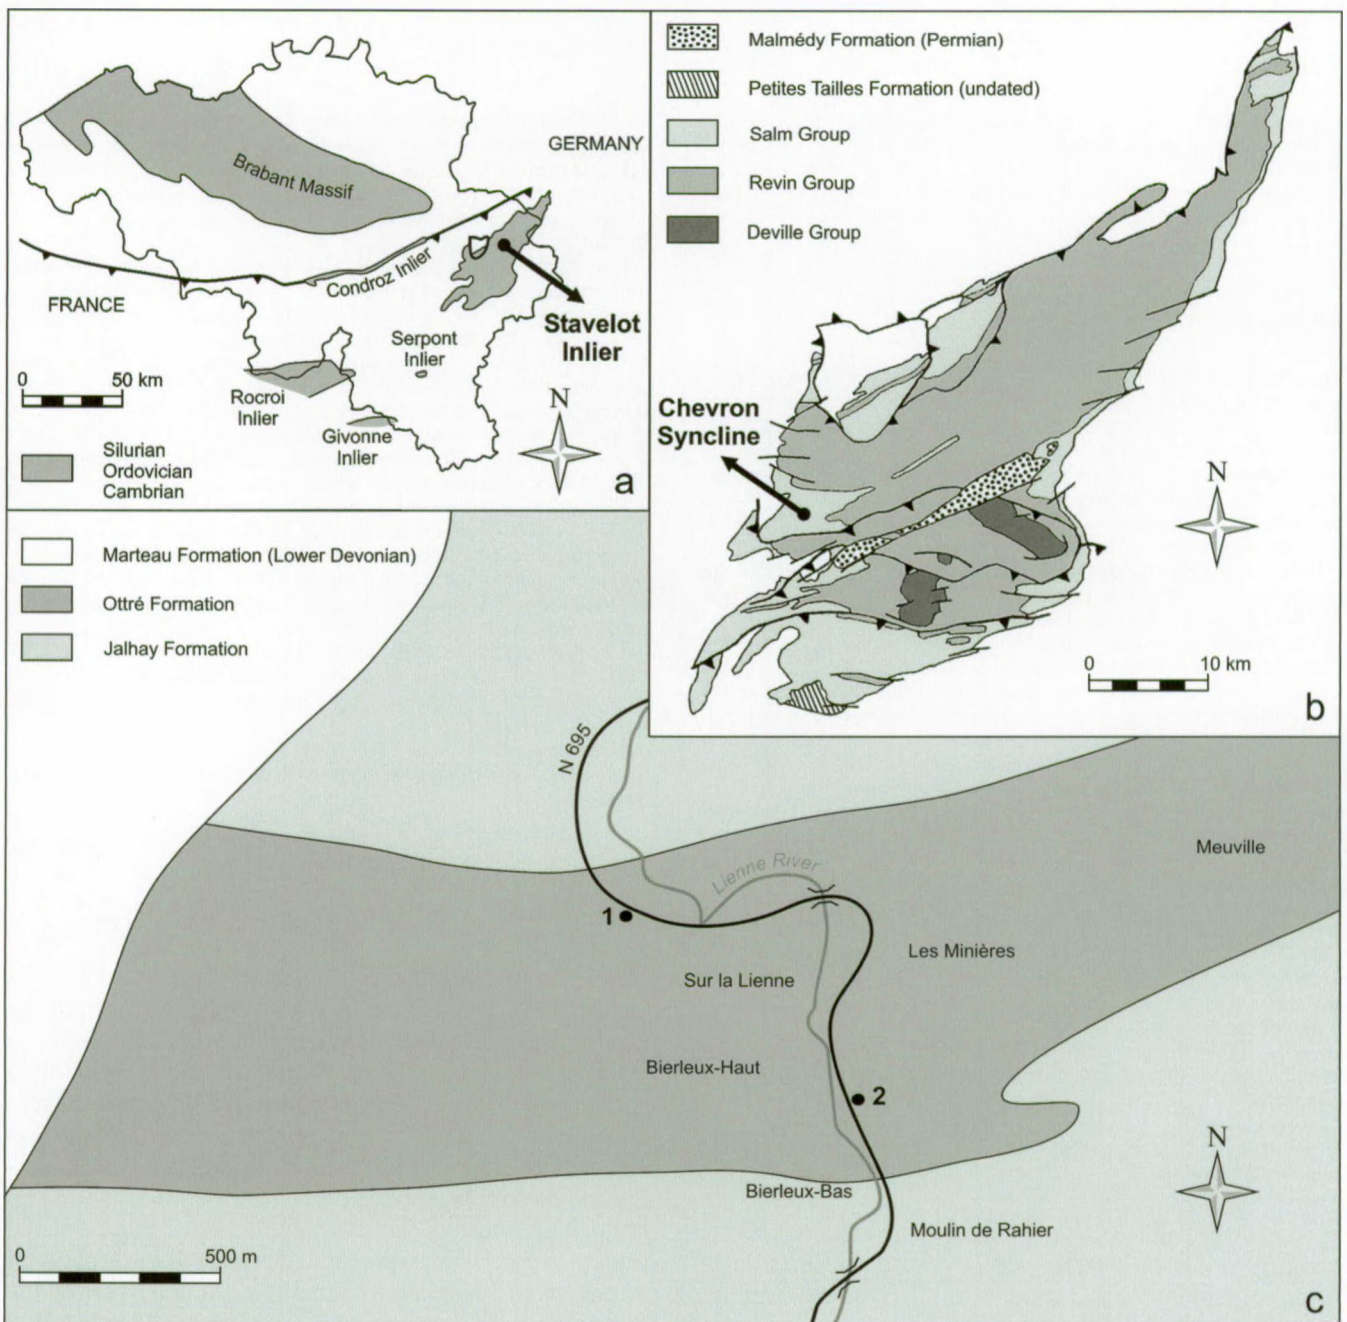 GERMANY
Brabant Massif
Condroz Inlier
FRANCE
Stavelot
Inlier
Serpont
Inlier
0 50 km
Rocroi
Inlier
Givonne
Inlier
N
Silurian
Ordovician
Cambrian
a
Malmédy Formation (Permian)
Petites Tailles Formation (undated)
Salm Group
Revin Group
Deville Group
Chevron
Syncline
N
0 10 km
b
Marteau Formation (Lower Devonian)
Ottré Formation
Jalhay Formation
N 695
Meuville
Lienne River
1
Les Minières
Sur la Lienne
Bierleux-Haut
2
N
Bierleux-Bas
Moulin de Rahier
0 500 m
c